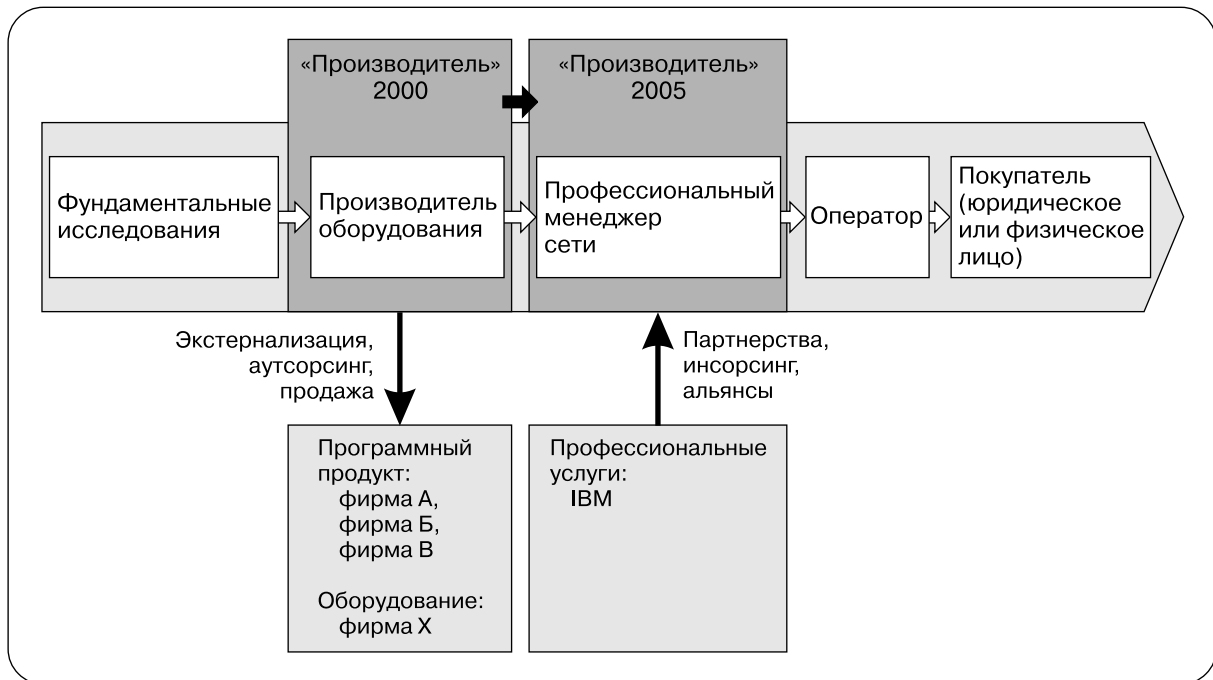 «Производитель»
2000
«Производитель»
2005
Фундаментальные
исследования
Производитель
оборудования
Профессиональный
менеджер
сети
Оператор
Покупатель
(юридическое
или физическое
лицо)
Экстернализация,
аутсорсинг,
продажа
Партнерства,
инсорсинг,
альянсы
Программный
продукт:
фирма А,
фирма Б,
фирма В
Оборудование:
фирма Х
Профессиональные
услуги:
IBM